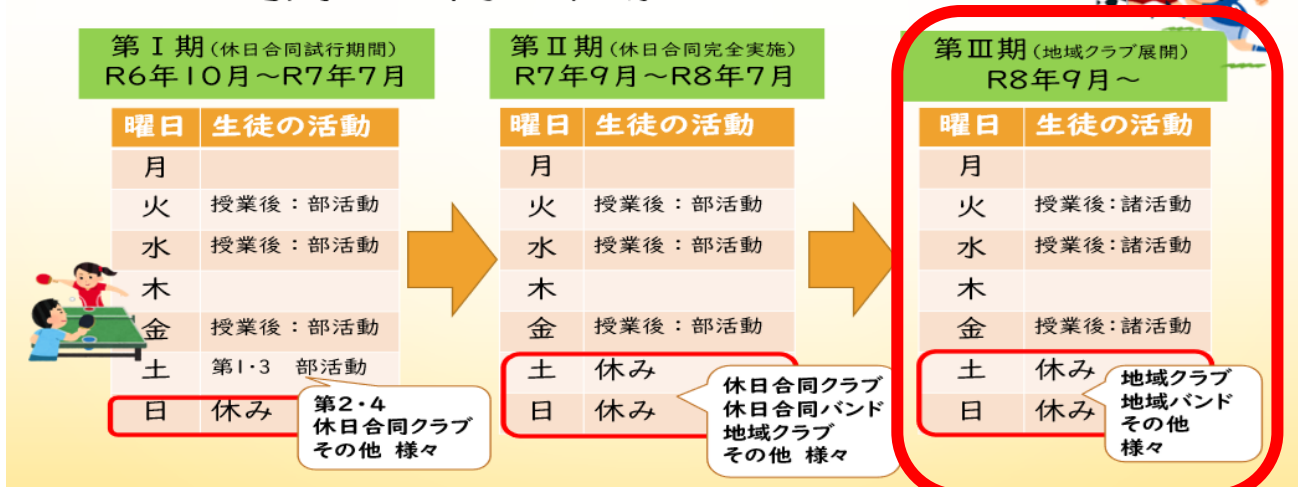 第Ⅰ期(休日合同試行期間)
R6年10月~R7年7月
曜日 生徒の活動
月
火 授業後:部活動
水 授業後:部活動
木
金 授業後:部活動
土 第1・3 部活動
日 休み
第2・4
休日合同クラブ
その他 様々
第Ⅱ期(休日合同完全実施)
R7年9月~R8年7月
曜日 生徒の活動
月
火 授業後:部活動
水 授業後:部活動
木
金 授業後:部活動
土 休み
日 休み
休日合同クラブ
休日合同バンド
地域クラブ
その他 様々
第Ⅲ期(地域クラブ展開)
R8年9月~
曜日 生徒の活動
月
火 授業後:諸活動
水 授業後:諸活動
木
金 授業後:諸活動
土 休み
日 休み
地域クラブ
地域バンド
その他
様々